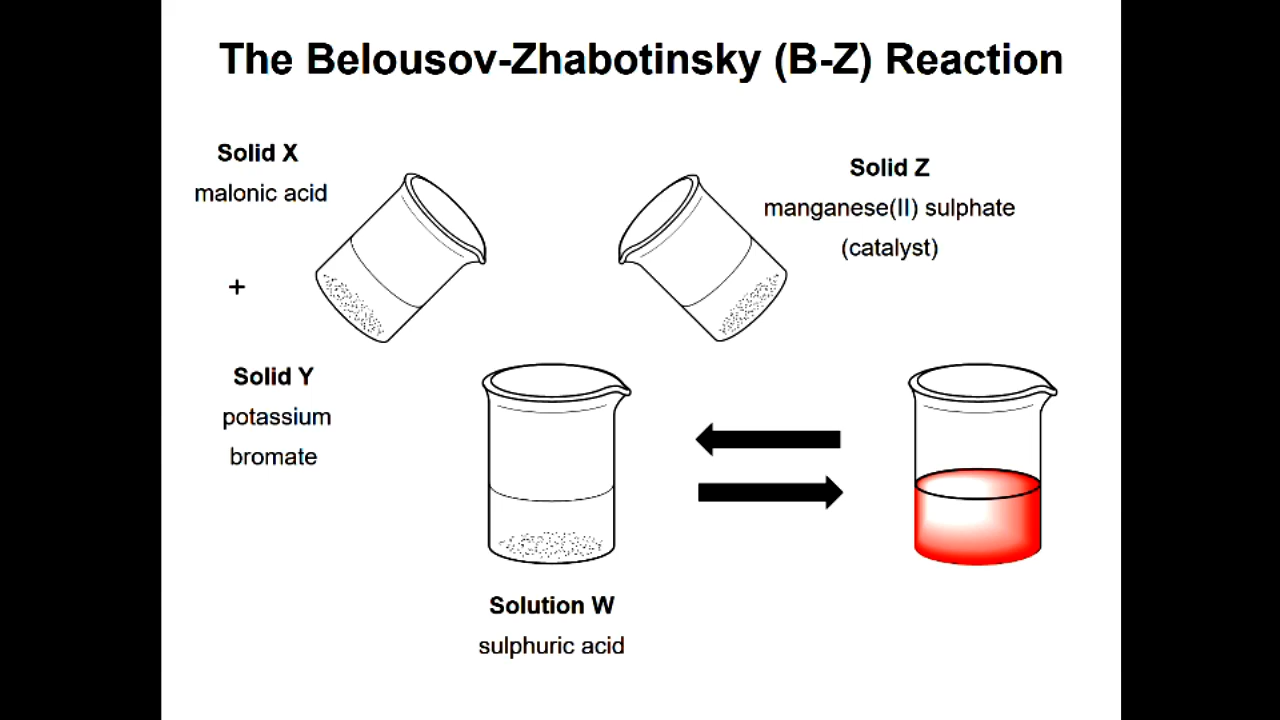 The Belousov-Zhabotinsky (B-Z) Reaction
Solid X
malonic acid
+
Solid Y
potassium
bromate
Solid Z
manganese(II) sulphate
(catalyst)
Solution W
sulphuric acid